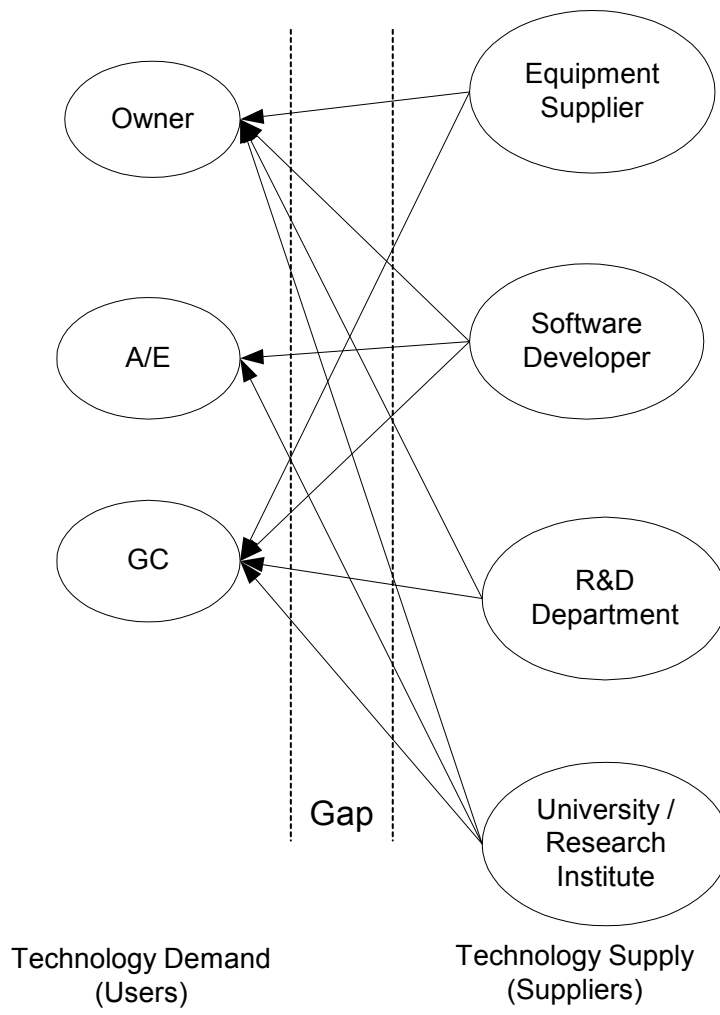 Owner
A/E
GC
Equipment
Supplier
Software
Developer
R&D
Department
University /
Research
Institute
Gap
Technology Demand
(Users)
Technology Supply
(Suppliers)